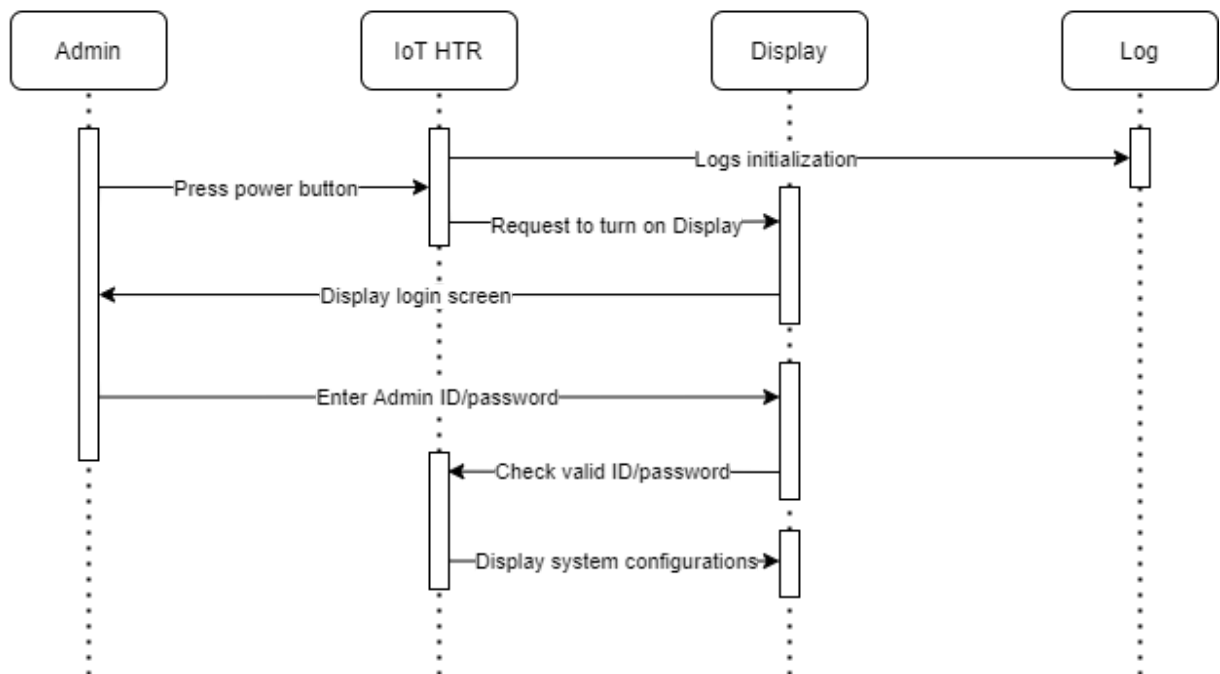 Admin
IoT HTR
Display
Log
Logs initialization
Press power button
Request to turn on Display
Display login screen
Enter Admin ID/password
Check valid ID/password
Display system configurations